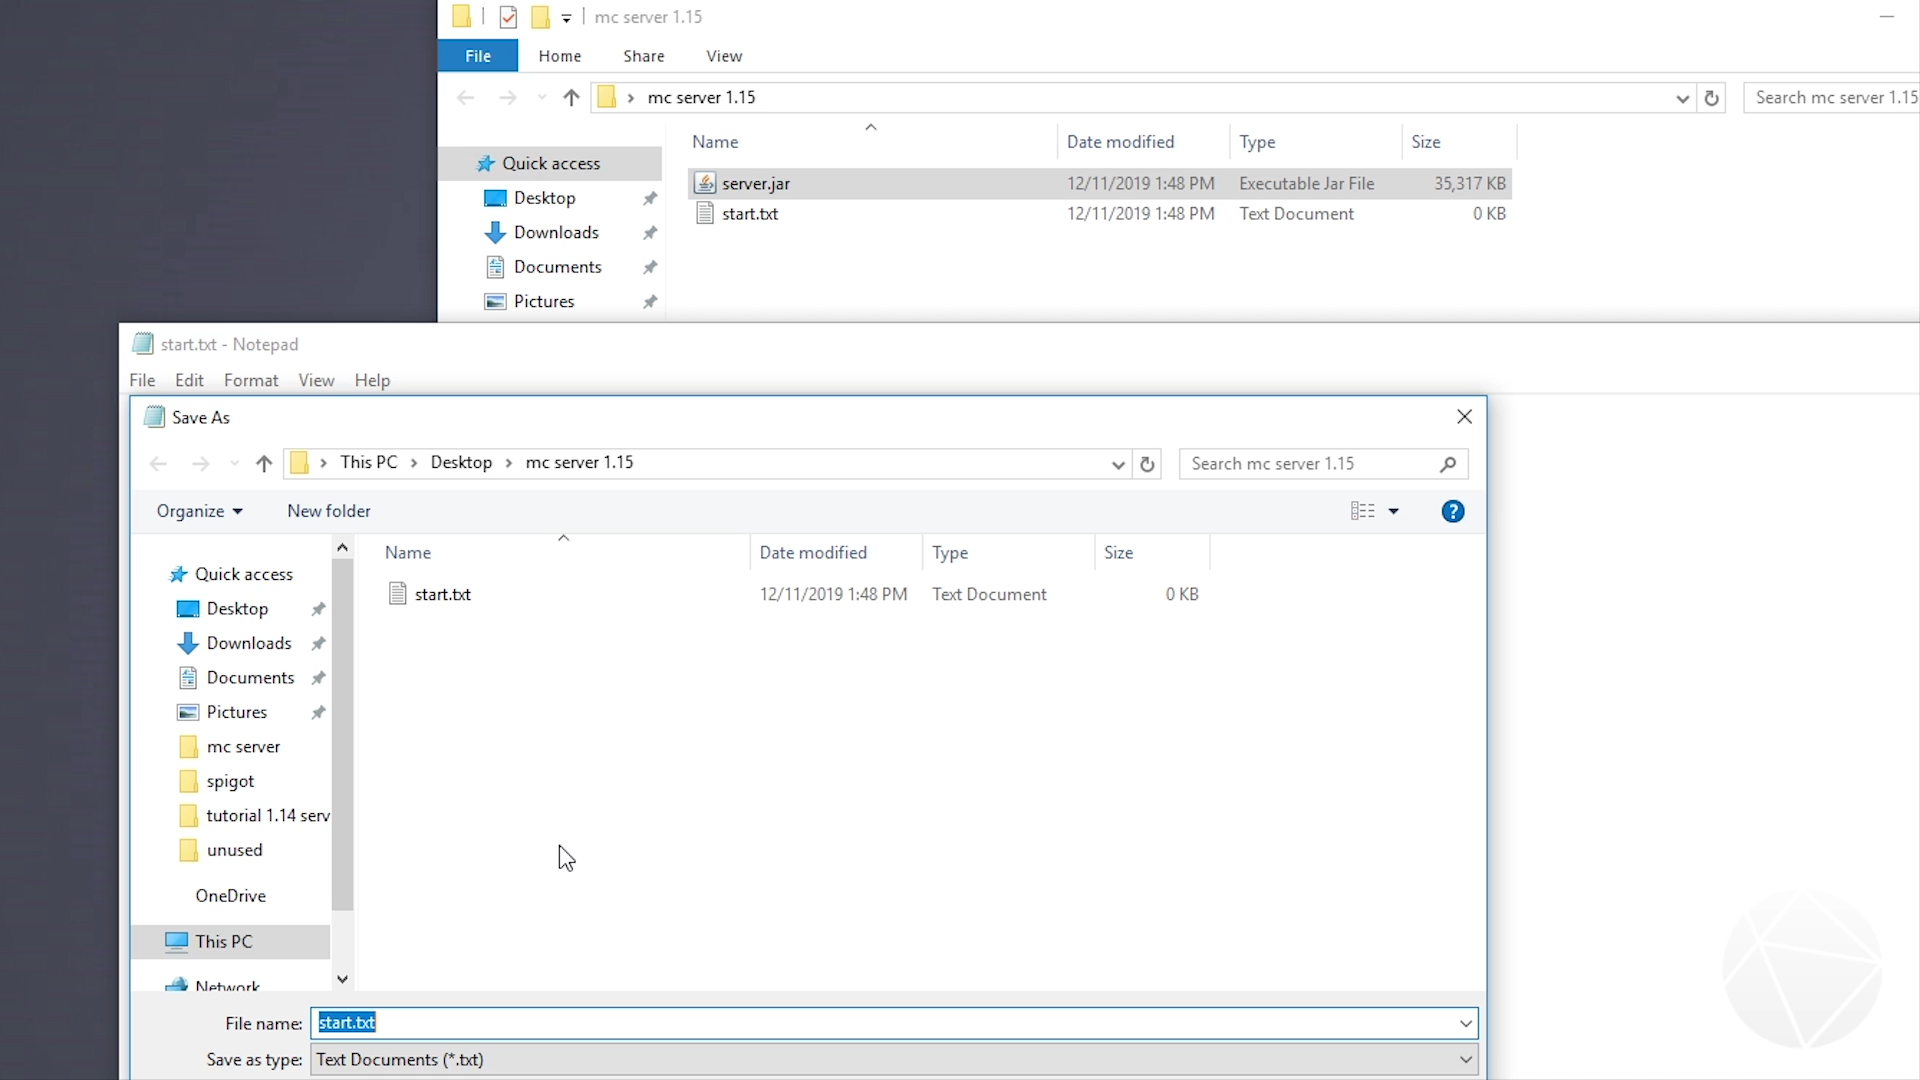 mc server 1.15
File Home Share View
mc server 1.15
Search mc server 1.15
Name Date modified Type Size
Quick access
server.jar 12/11/2019 1:48 PM Executable Jar File 35,317 KB
Desktop
start.txt 12/11/2019 1:48 PM Text Document 0 KB
Downloads
Documents
Pictures
start.txt - Notepad
File Edit Format View Help
Save As
This PC Desktop mc server 1.15
Search mc server 1.15
Organize New folder
Name Date modified Type Size
Quick access
start.txt 12/11/2019 1:48 PM Text Document 0 KB
Desktop
Downloads
Documents
Pictures
mc server
spigot
tutorial 1.14 serv
unused
OneDrive
This PC
Network
File name: start.txt
Save as type: Text Documents (*.txt)